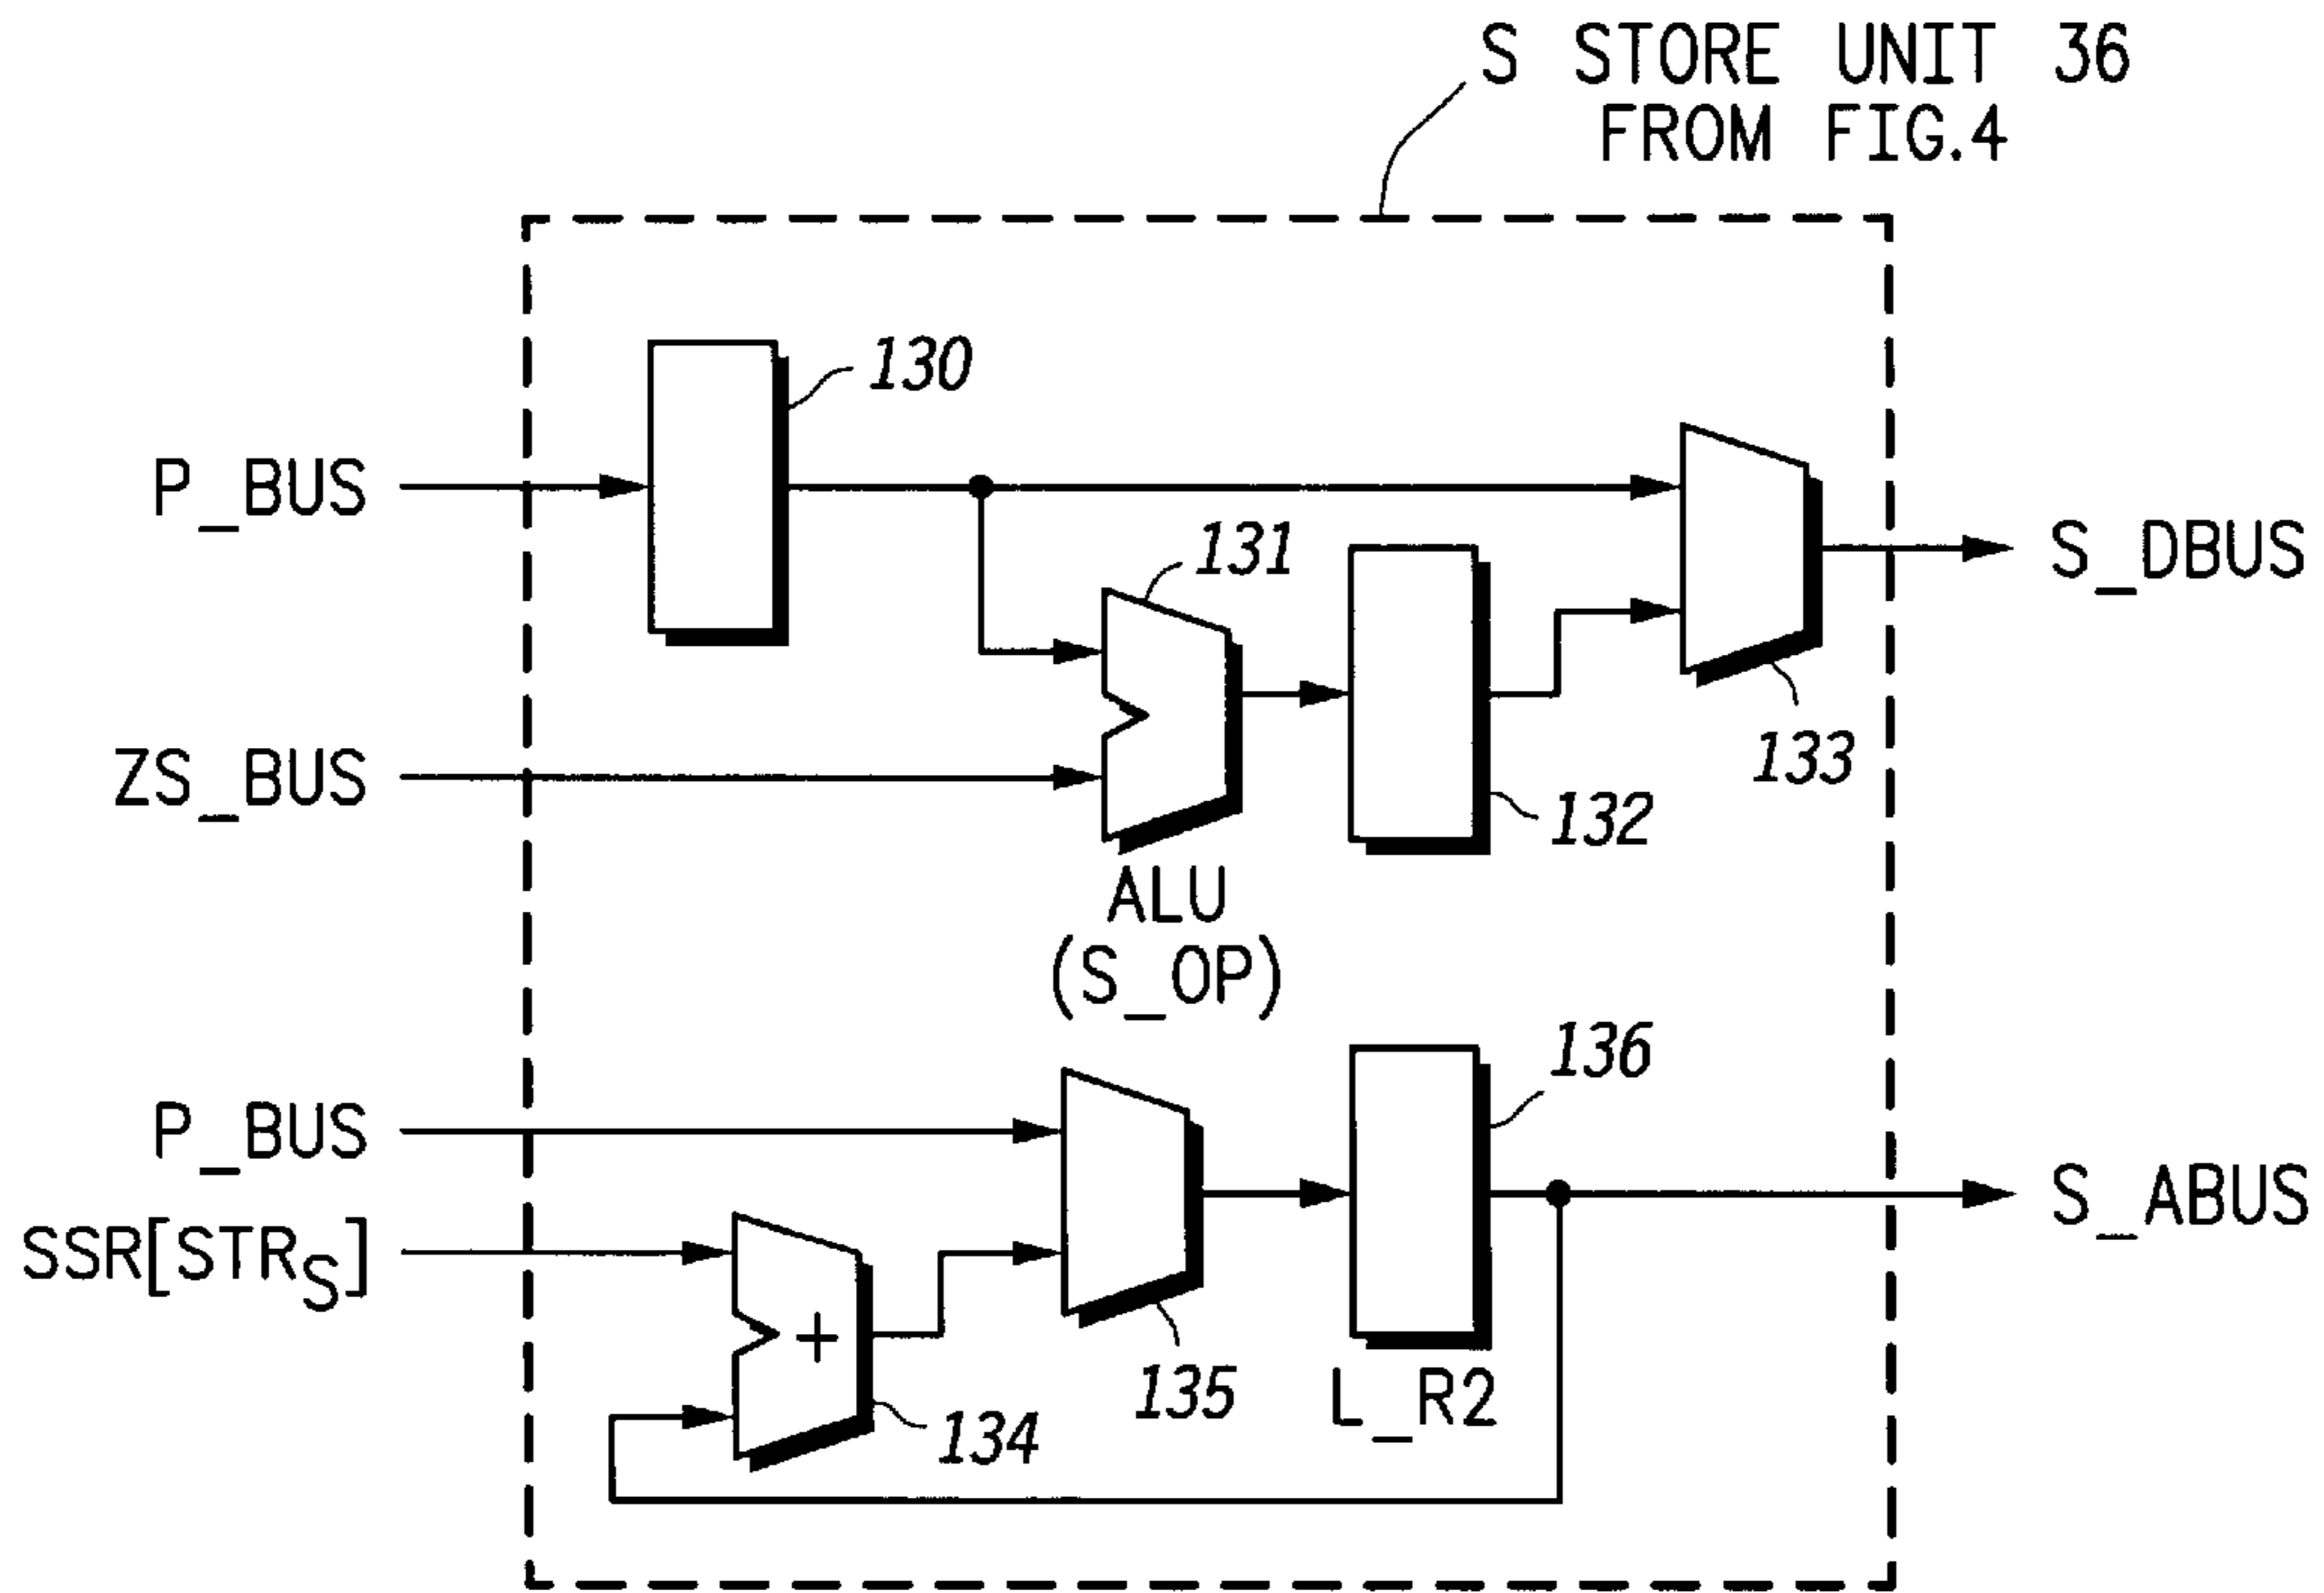 S STORE UNIT 36
FROM FIG.4
130
P_BUS
131
S_DBUS
133
ZS_BUS
132
ALU
(S_OP)
136
P_BUS
S_ABUS
SSR[STRS]
135
L_R2
134
+